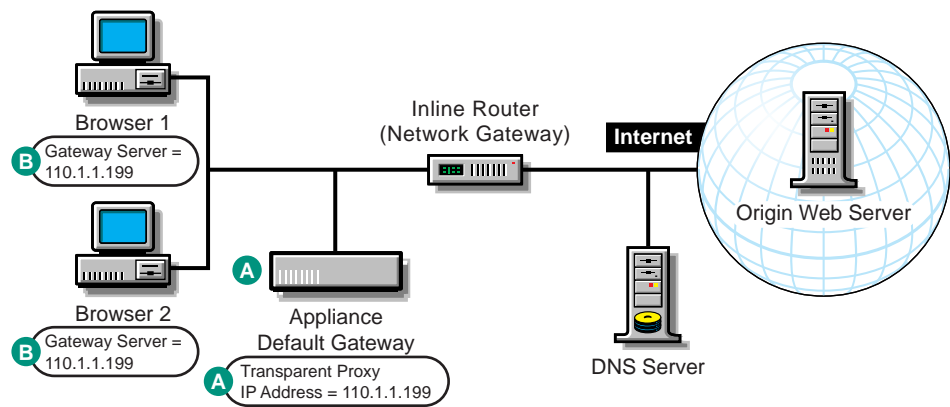 Browser 1
B
Gateway Server =
110.1.1.199
Browser 2
B
Gateway Server =
110.1.1.199
A
Appliance
Default Gateway
A
Transparent Proxy
IP Address = 110.1.1.199
Inline Router
(Network Gateway)
Internet
DNS Server
Origin Web Server